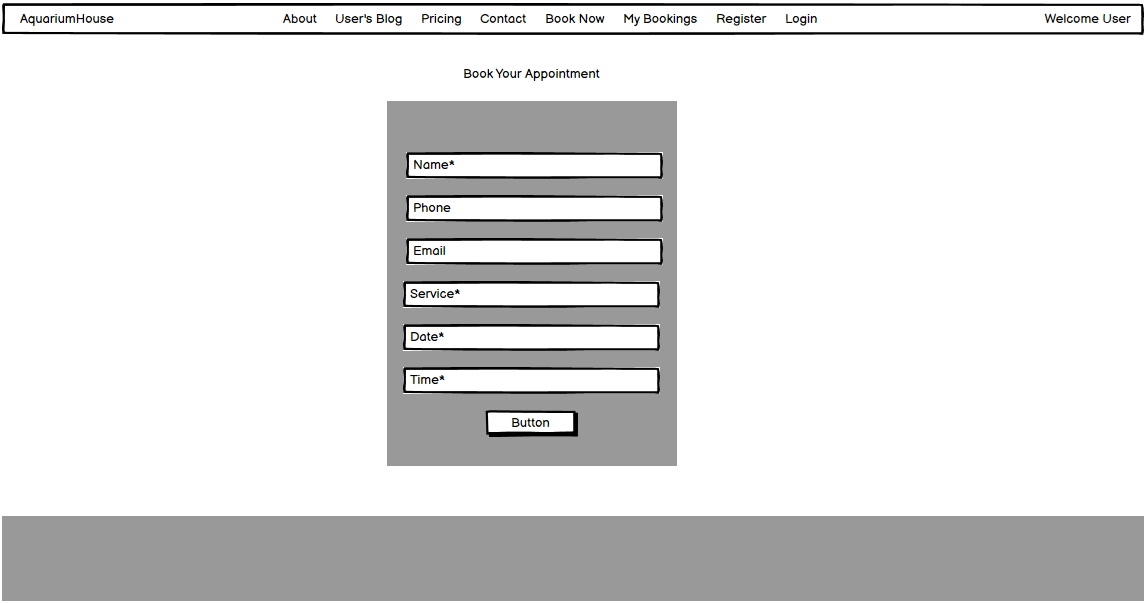 AquariumHouse About User's Blog Pricing Contact Book Now My Bookings Register Login Welcome User
Book Your Appointment
Name*
Phone
Email
Service*
Date*
Time*
Button